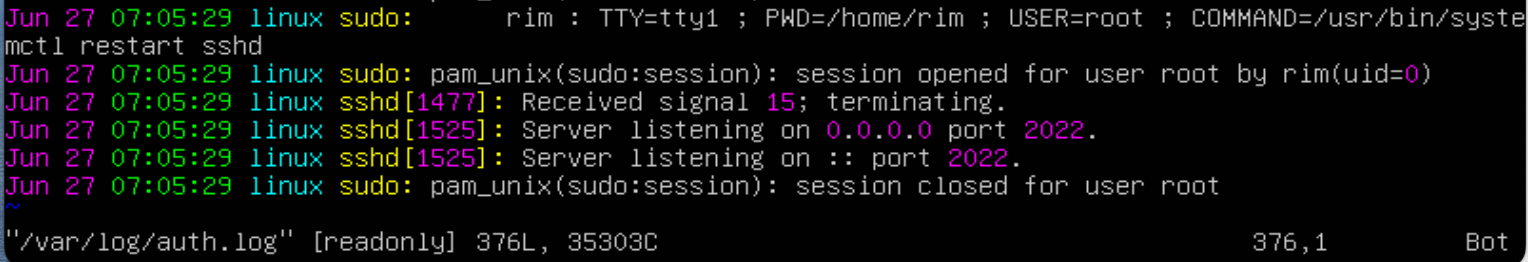 Jun 27 07:05:29 linux sudo:      rim : TTY=tty1 ; PWD=/home/rim ; USER=root ; COMMAND=/usr/bin/syste
mctl restart sshd
Jun 27 07:05:29 linux sudo: pam_unix(sudo:session): session opened for user root by rim(uid=0)
Jun 27 07:05:29 linux sshd[1477]: Received signal 15; terminating.
Jun 27 07:05:29 linux sshd[1525]: Server listening on 0.0.0.0 port 2022.
Jun 27 07:05:29 linux sshd[1525]: Server listening on :: port 2022.
Jun 27 07:05:29 linux sudo: pam_unix(sudo:session): session closed for user root
~
"/var/log/auth.log" [readonly] 376L, 35303C 376,1 Bot